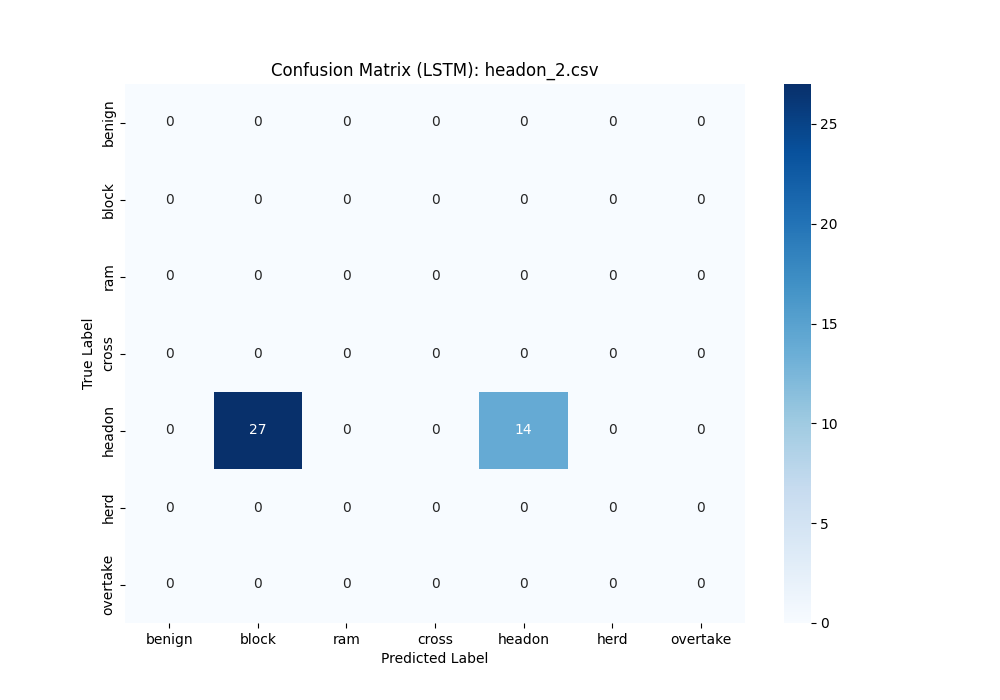 Confusion Matrix (LSTM): headon_2.csv
True Label
benign 0 0 0 0 0 0 0
block 0 0 0 0 0 0 0
ram 0 0 0 0 0 0 0
cross 0 0 0 0 0 0 0
headon 0 27 0 0 14 0 0
herd 0 0 0 0 0 0 0
overtake 0 0 0 0 0 0 0
benign block ram cross headon herd overtake
Predicted Label
25
20
15
10
5
0